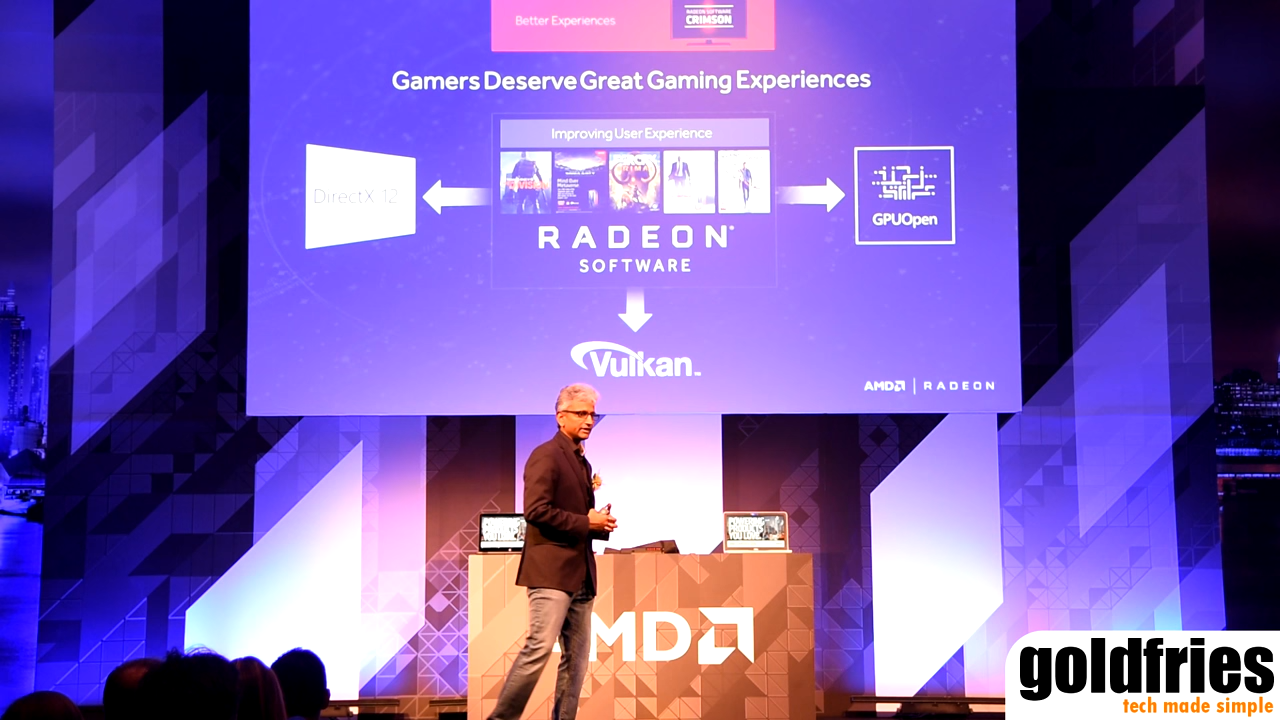 Better Experiences
RADEON SOFTWARE
CRIMSON
Gamers Deserve Great Gaming Experiences
Improving User Experience
DirectX 12
GPUOpen
RADEON
SOFTWARE
Vulkan™
AMD | RADEON
AMD
goldfries
tech made simple